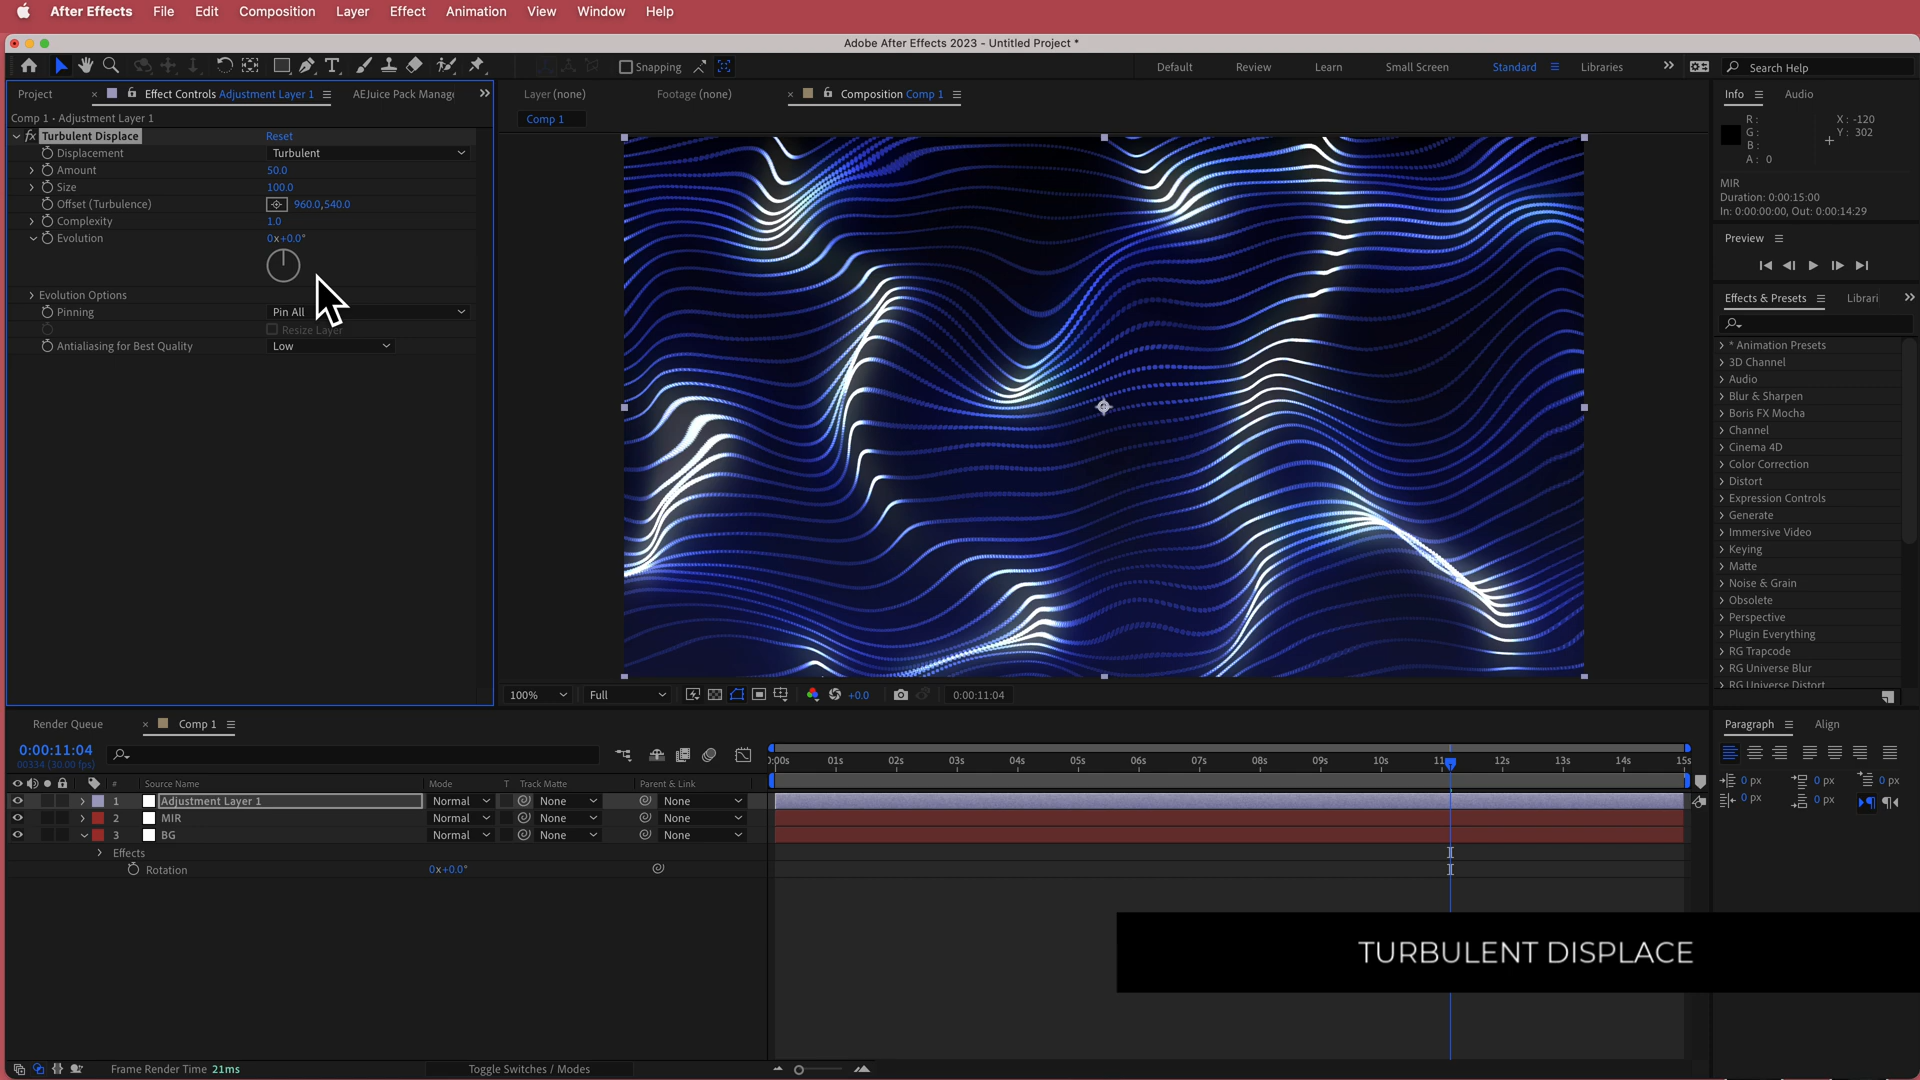 After Effects File Edit Composition Layer Effect Animation View Window Help
Adobe After Effects 2023 - Untitled Project *
Snapping
Default Review Learn Small Screen Standard Libraries
Search Help
Project
Effect Controls Adjustment Layer 1
AEJuice Pack Manage
Comp 1 • Adjustment Layer 1
fx Turbulent Displace Reset
Displacement Turbulent
Amount 50.0
Size 100.0
Offset (Turbulence) 960.0,540.0
Complexity 1.0
Evolution 0x+0.0°
Evolution Options
Pinning Pin All
Resize Layer
Antialiasing for Best Quality Low
Layer (none)
Footage (none)
Composition Comp 1
Comp 1
100% Full +0.0 0:00:11:04
Info Audio
R :
G :
B :
A : 0
X : -120
Y : 302
MIR
Duration: 0:00:15:00
In: 0:00:00:00, Out: 0:00:14:29
Preview
Effects & Presets
Librari
* Animation Presets
3D Channel
Audio
Blur & Sharpen
Boris FX Mocha
Channel
Cinema 4D
Color Correction
Distort
Expression Controls
Generate
Immersive Video
Keying
Matte
Noise & Grain
Obsolete
Perspective
Plugin Everything
RG Trapcode
RG Universe Blur
RG Universe Distort
Render Queue
Comp 1
0:00:11:04
00334 (30.00 fps)
# Source Name Mode T Track Matte Parent & Link
1 Adjustment Layer 1 Normal None None
2 MIR Normal None None
3 BG Normal None None
Effects
Rotation 0x+0.0°
:00s 01s 02s 03s 04s 05s 06s 07s 08s 09s 10s 11s 12s 13s 14s 15s
Paragraph Align
0 px 0 px 0 px
0 px 0 px
TURBULENT DISPLACE
Frame Render Time 21ms
Toggle Switches / Modes